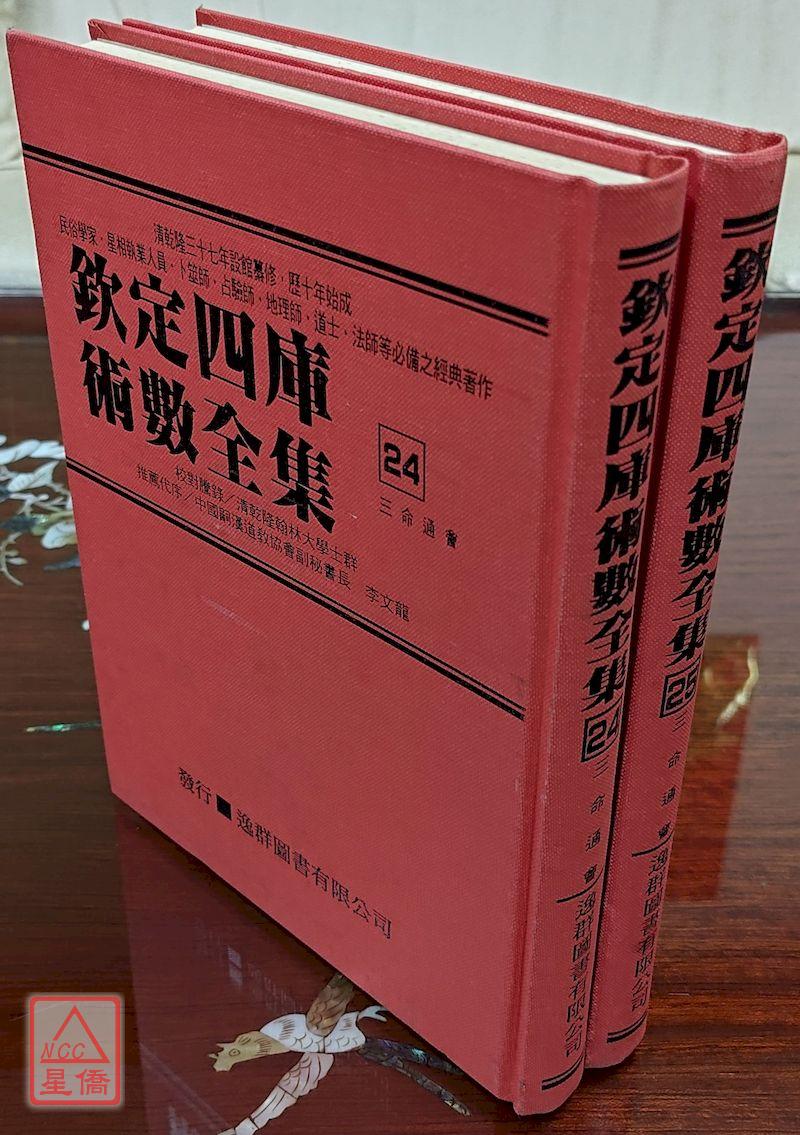 清乾隆三十七年設館纂修，歷十年始成
民俗學家．星相執業人員．卜筮師．占驗師．地理師．道士．法師等必備之經典著作
欽定四庫
術數全集
24
三命通會
校對騰錄／清乾隆翰林大學士群
推薦代序／中國嗣漢道教協會副秘書長 李文龍
發行■逸群圖書有限公司
欽定四庫術數全集 24 三命通會 逸群圖書有限公司
欽定四庫術數全集 25 三命通會 逸群圖書有限公司
NCC
星僑